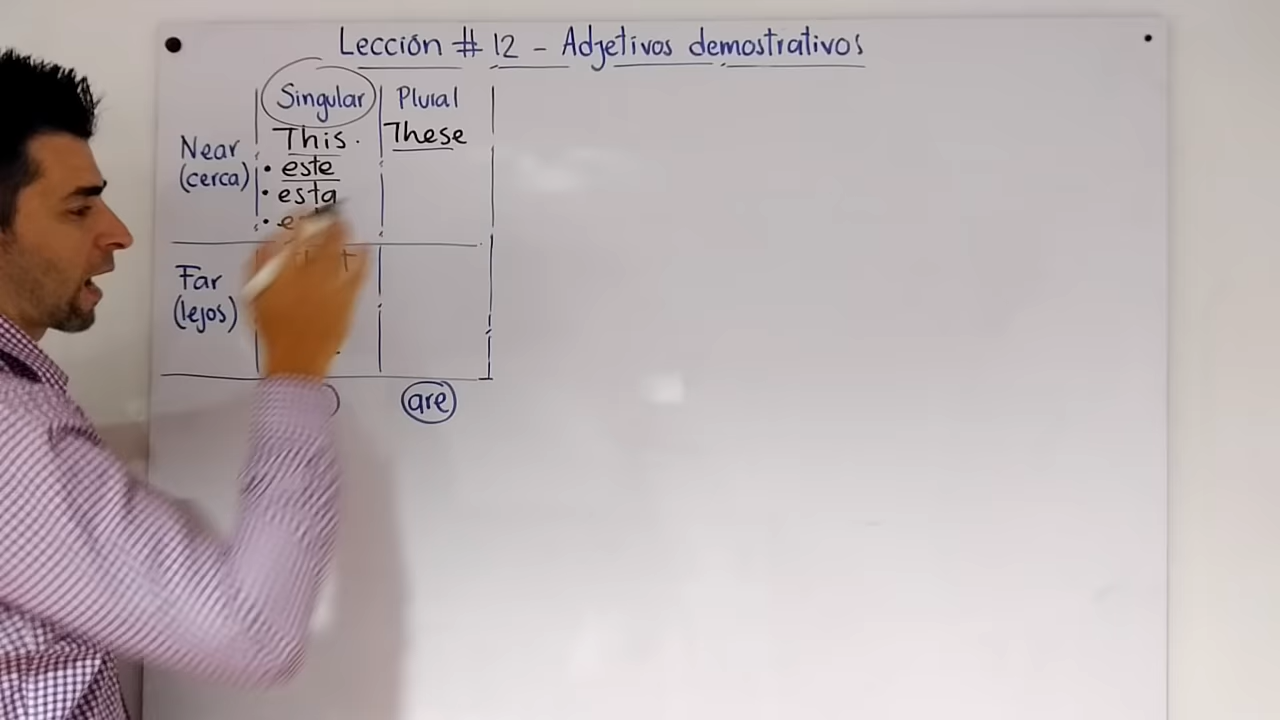 Lección # 12 - Adjetivos demostrativos
Singular Plural
This. These
Near
(cerca)
• este
• esta
Far
(lejos)
are